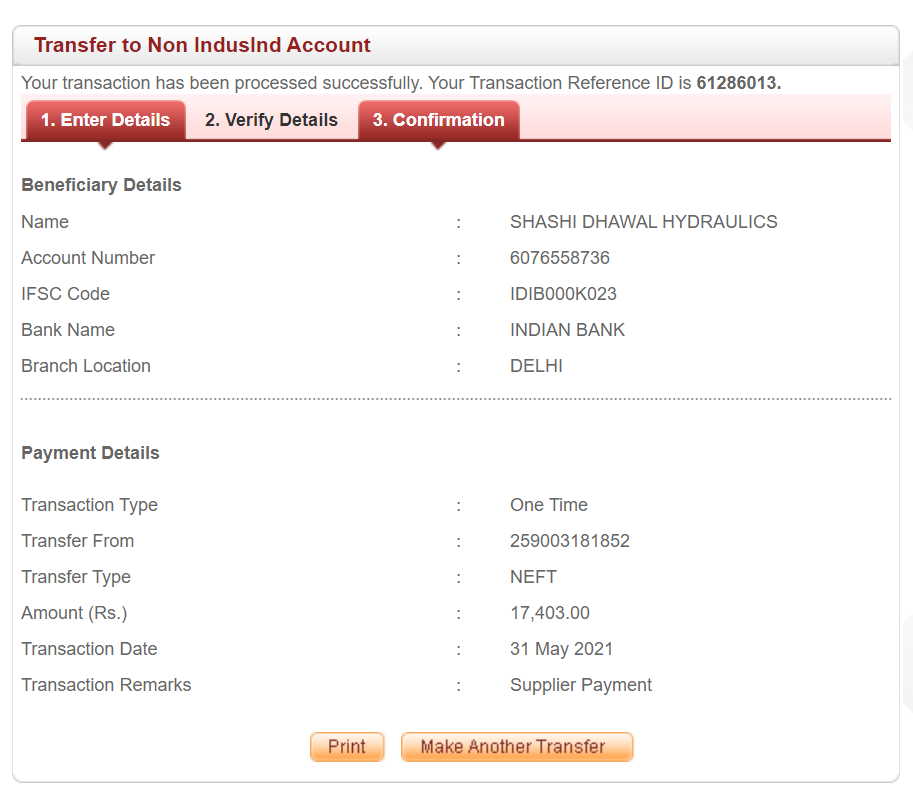 Transfer to Non IndusInd Account
Your transaction has been processed successfully. Your Transaction Reference ID is 61286013.
1. Enter Details 2. Verify Details 3. Confirmation
Beneficiary Details
Name : SHASHI DHAWAL HYDRAULICS
Account Number : 6076558736
IFSC Code : IDIB000K023
Bank Name : INDIAN BANK
Branch Location : DELHI
Payment Details
Transaction Type : One Time
Transfer From : 259003181852
Transfer Type : NEFT
Amount (Rs.) : 17,403.00
Transaction Date : 31 May 2021
Transaction Remarks : Supplier Payment
Print Make Another Transfer